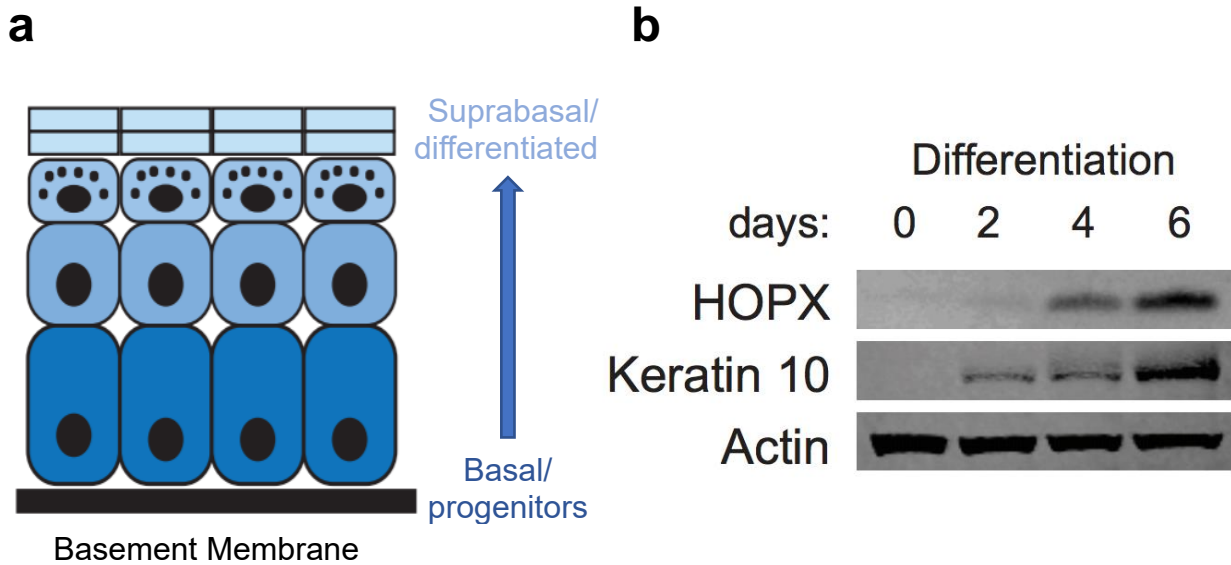 a
Suprabasal/
differentiated
Basal/
progenitors
Basement Membrane
b
Differentiation
days: 0 2 4 6
HOPX
Keratin 10
Actin